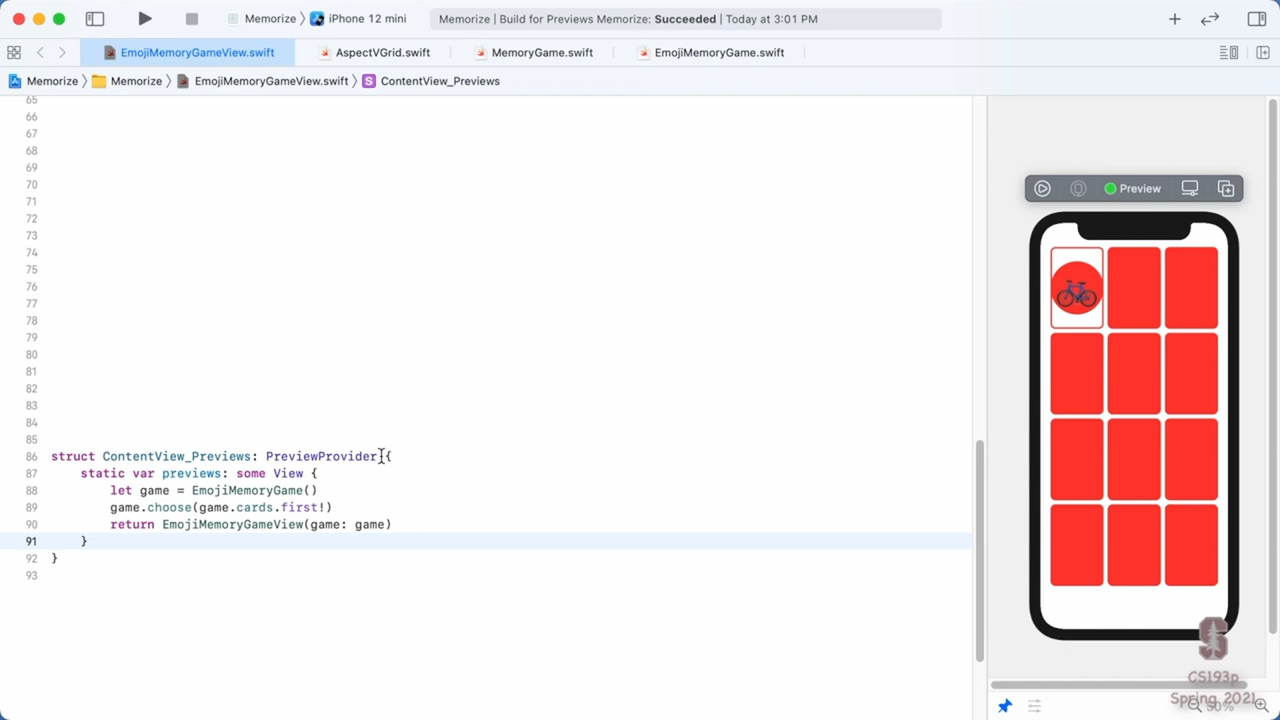 Memorize 〉 iPhone 12 mini
Memorize | Build for Previews Memorize: Succeeded | Today at 3:01 PM
EmojiMemoryGameView.swift
AspectVGrid.swift
MemoryGame.swift
EmojiMemoryGame.swift
Memorize 〉 Memorize 〉 EmojiMemoryGameView.swift 〉 S ContentView_Previews
65
66
67
68
69
70
71
72
73
74
75
76
77
78
79
80
81
82
83
84
85
86 struct ContentView_Previews: PreviewProvider {
87     static var previews: some View {
88         let game = EmojiMemoryGame()
89         game.choose(game.cards.first!)
90         return EmojiMemoryGameView(game: game)
91     }
92 }
93
Preview
CS193p
Spring 2021
50%